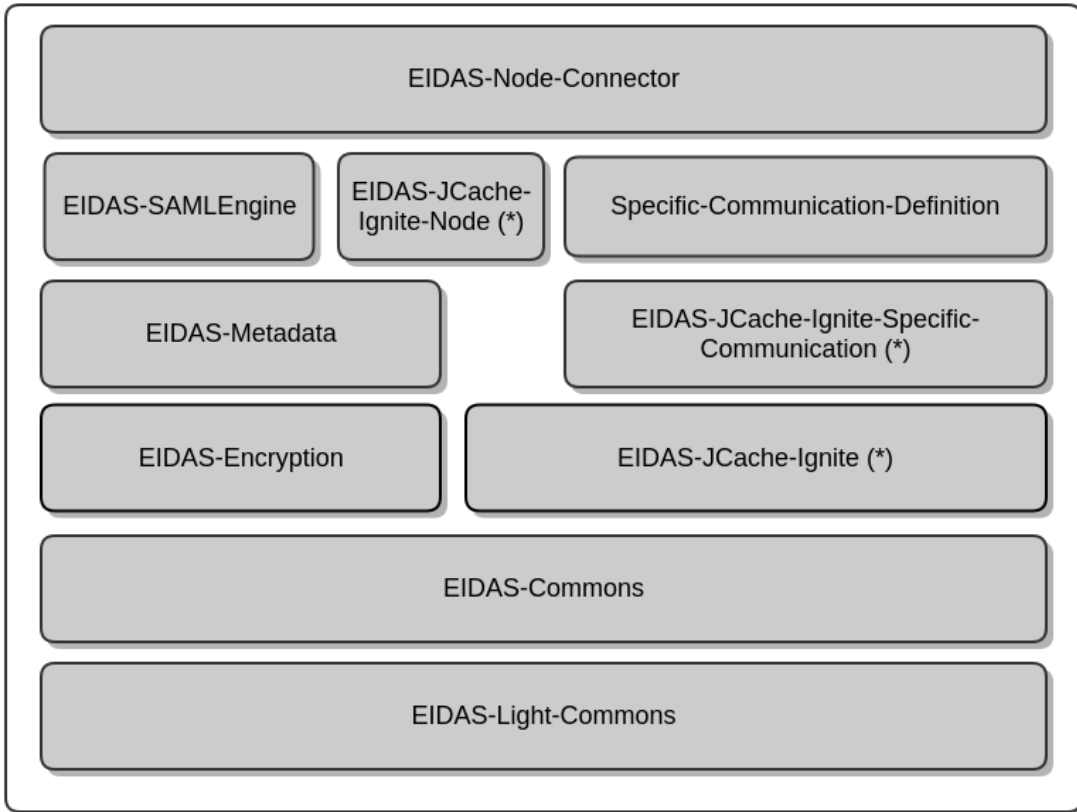 EIDAS-Node-Connector
EIDAS-SAMLEngine
EIDAS-JCache-
Ignite-Node (*)
Specific-Communication-Definition
EIDAS-Metadata
EIDAS-JCache-Ignite-Specific-
Communication (*)
EIDAS-Encryption
EIDAS-JCache-Ignite (*)
EIDAS-Commons
EIDAS-Light-Commons